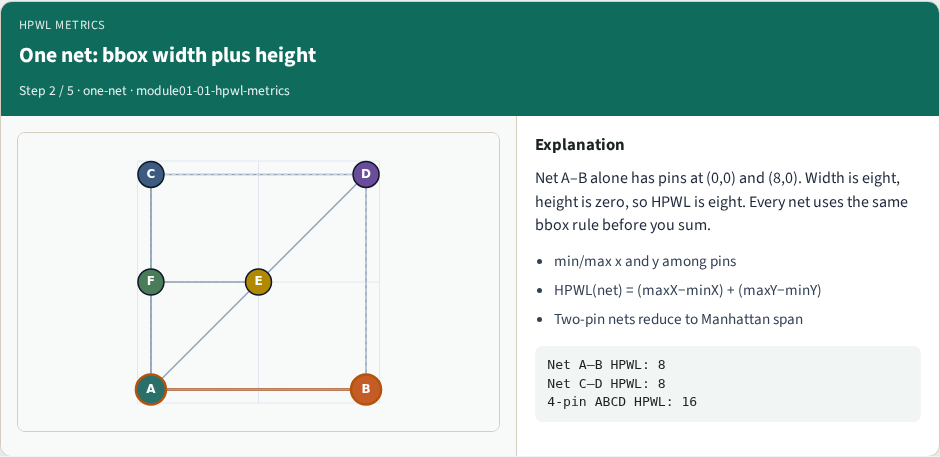 HPWL METRICS
One net: bbox width plus height
Step 2 / 5 · one-net · module01-01-hpwl-metrics
C
D
F
E
A
B
Explanation
Net A–B alone has pins at (0,0) and (8,0). Width is eight,
height is zero, so HPWL is eight. Every net uses the same
bbox rule before you sum.
• min/max x and y among pins
• HPWL(net) = (maxX−minX) + (maxY−minY)
• Two-pin nets reduce to Manhattan span
Net A–B HPWL: 8
Net C–D HPWL: 8
4-pin ABCD HPWL: 16